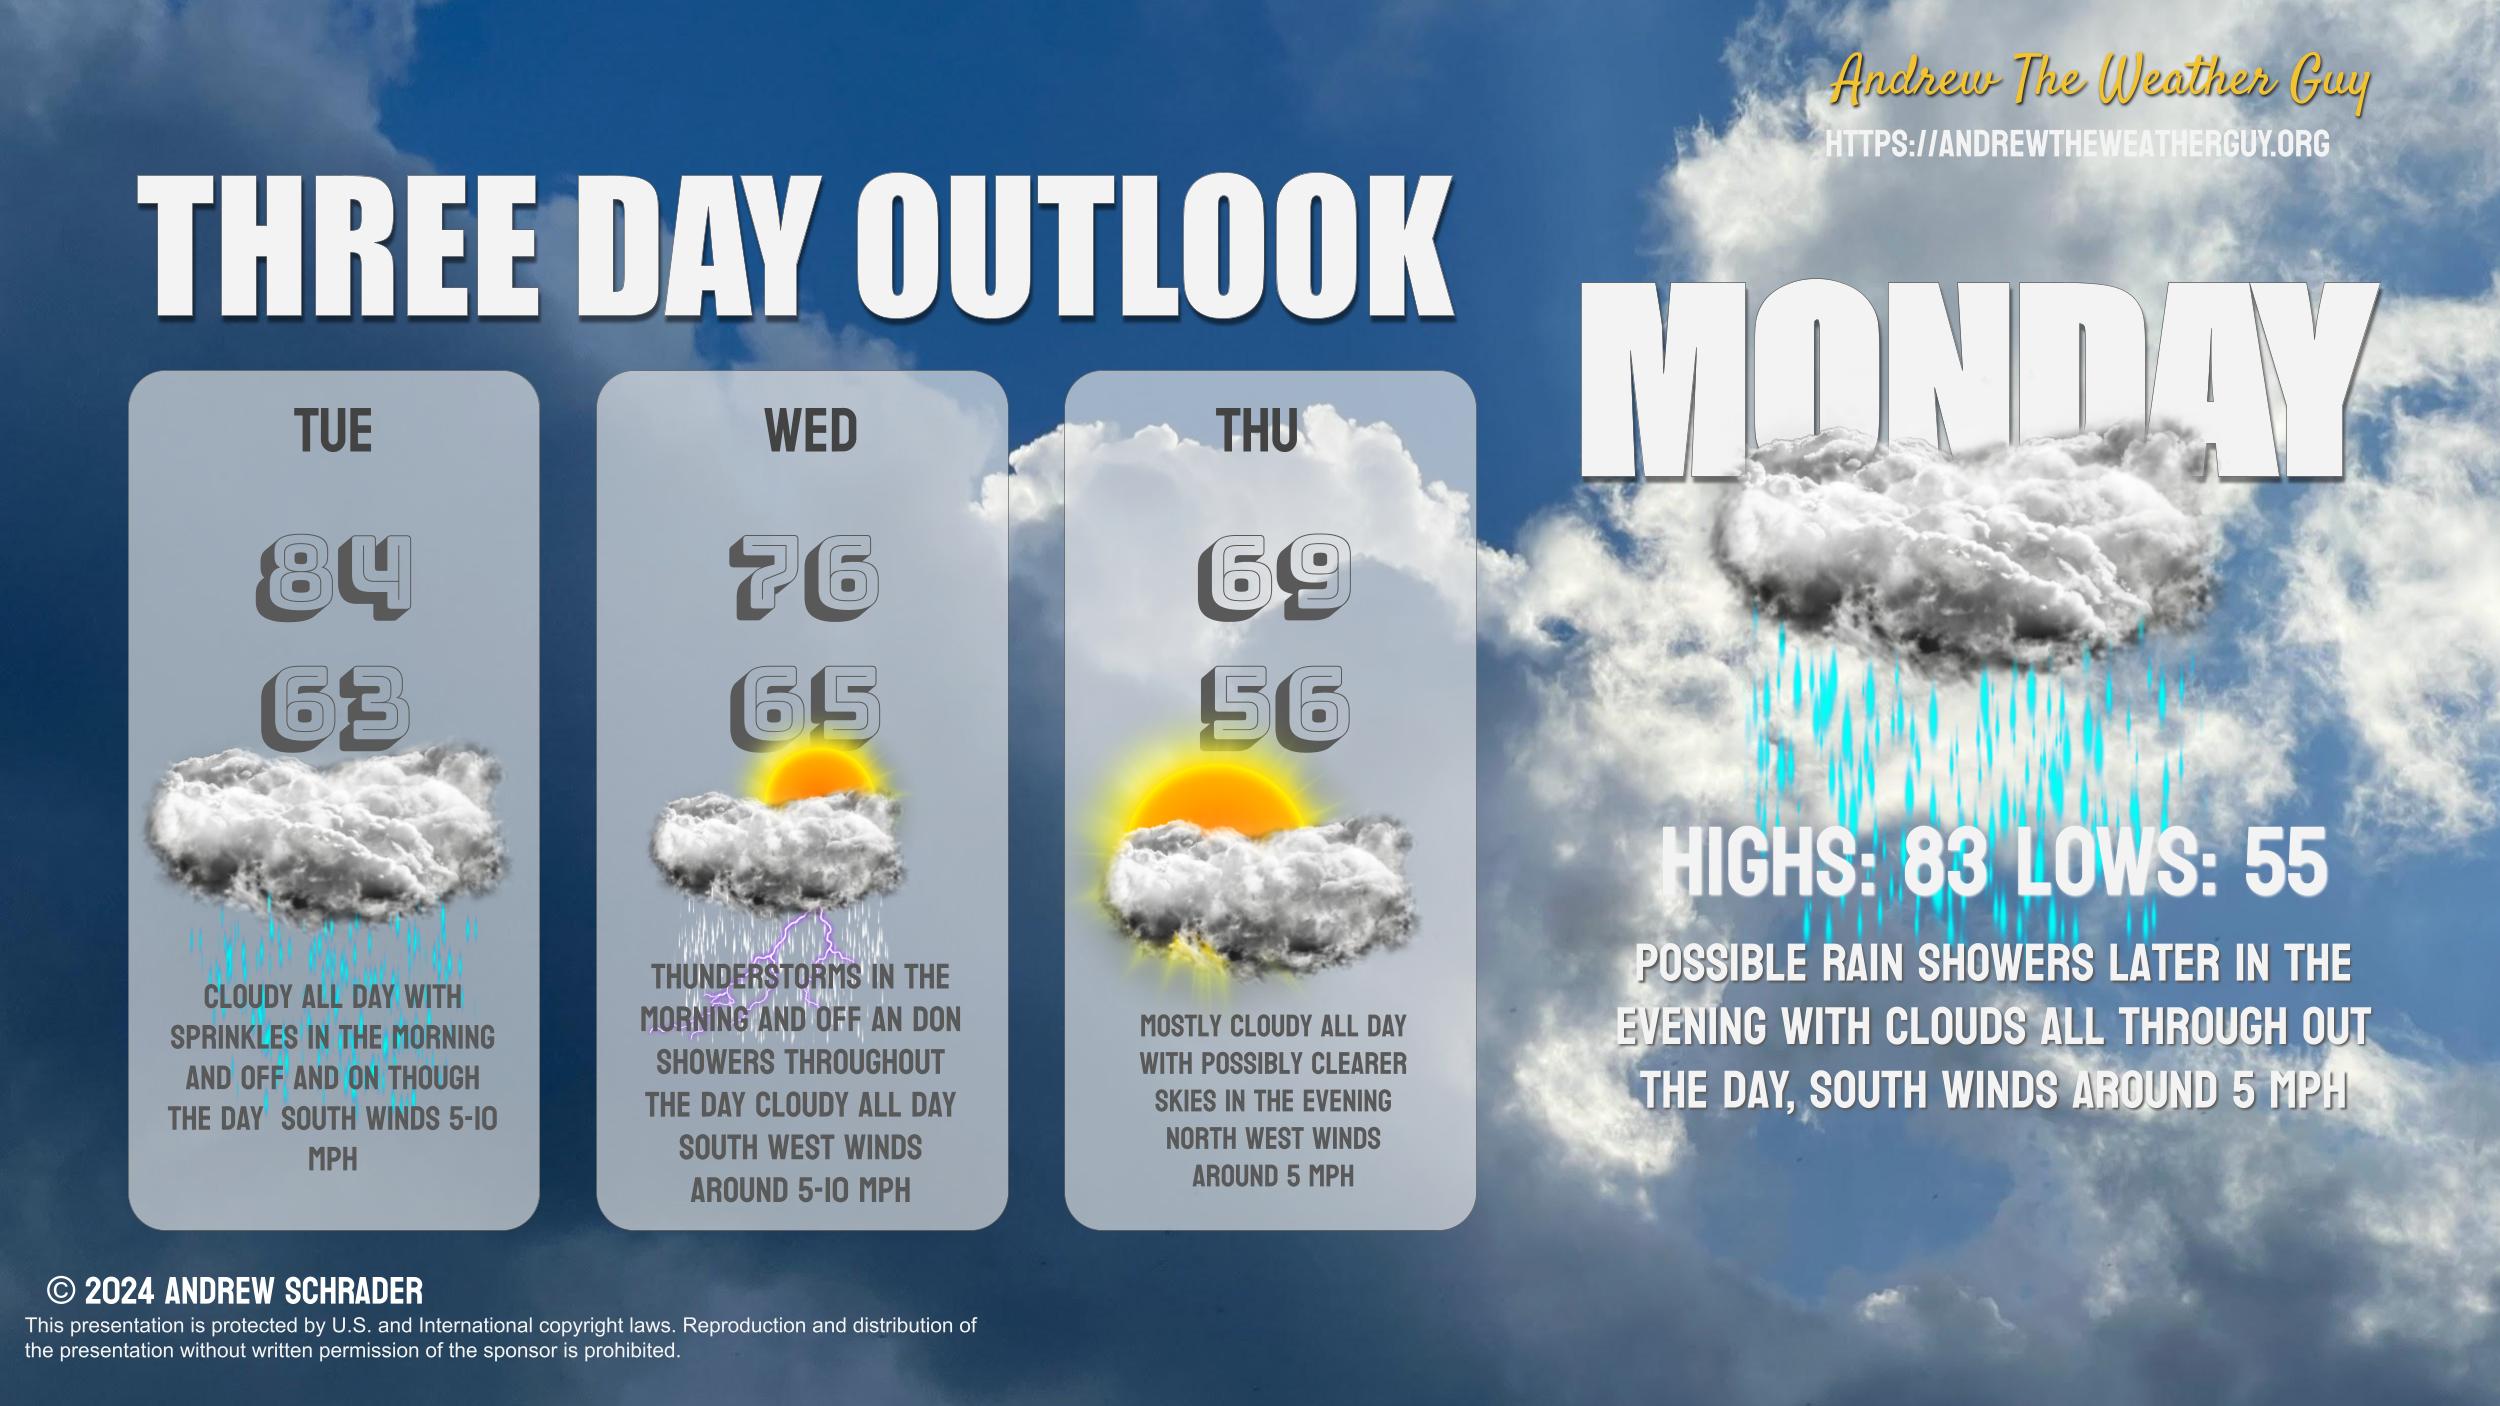 Andrew The Weather Guy
HTTPS://ANDREWTHEWEATHERGUY.ORG
THREE DAY OUTLOOK
TUE
84
63
CLOUDY ALL DAY WITH
SPRINKLES IN THE MORNING
AND OFF AND ON THOUGH
THE DAY  SOUTH WINDS 5-10
MPH
WED
76
65
THUNDERSTORMS IN THE
MORNING AND OFF AN DON
SHOWERS THROUGHOUT
THE DAY CLOUDY ALL DAY
SOUTH WEST WINDS
AROUND 5-10 MPH
THU
69
56
MOSTLY CLOUDY ALL DAY
WITH POSSIBLY CLEARER
SKIES IN THE EVENING
NORTH WEST WINDS
AROUND 5 MPH
MONDAY
HIGHS: 83 LOWS: 55
POSSIBLE RAIN SHOWERS LATER IN THE
EVENING WITH CLOUDS ALL THROUGH OUT
THE DAY, SOUTH WINDS AROUND 5 MPH
© 2024 ANDREW SCHRADER
This presentation is protected by U.S. and International copyright laws. Reproduction and distribution of
the presentation without written permission of the sponsor is prohibited.